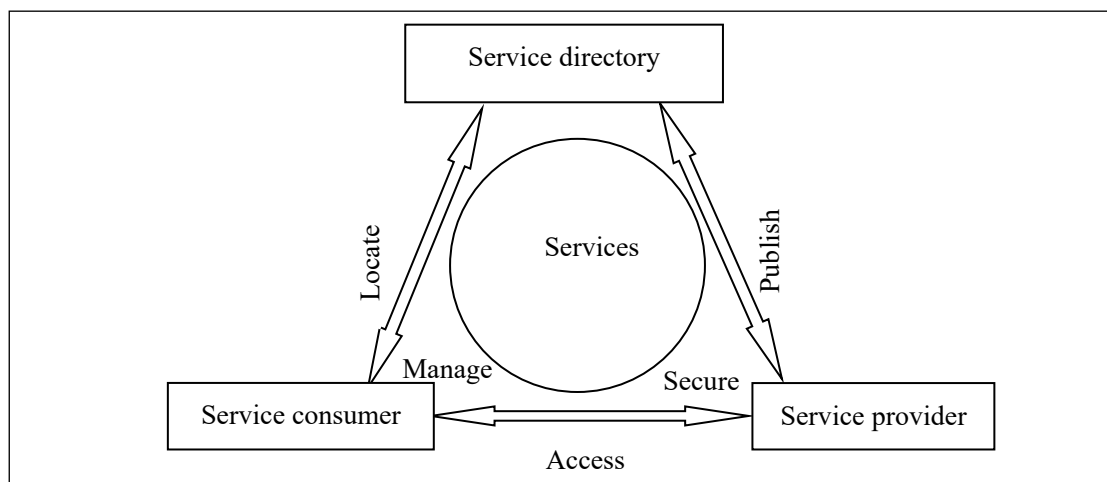 Service directory
Locate
Services
Publish
Manage
Secure
Service consumer
Service provider
Access